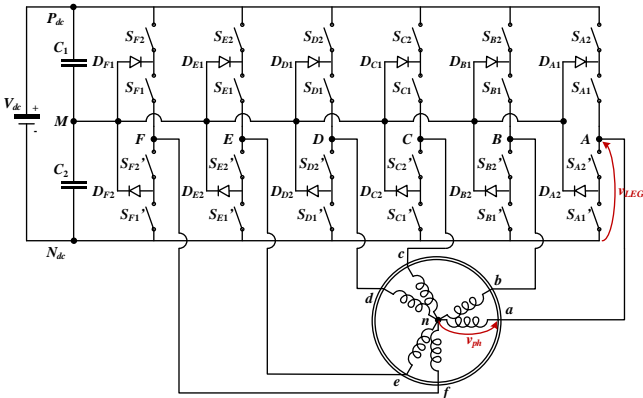 P_dc
S_F2 S_E2 S_D2 S_C2 S_B2 S_A2
C_1 D_F1 D_E1 D_D1 D_C1 D_B1 D_A1
S_F1 S_E1 S_D1 S_C1 S_B1 S_A1
V_dc + -
M
F E D C B A
S_F2' S_E2' S_D2' S_C2' S_B2' S_A2'
C_2 D_F2 D_E2 D_D2 D_C2 D_B2 D_A2 v_LEG
S_F1' S_E1' S_D1' S_C1' S_B1' S_A1'
N_dc
c
d b
n a
v_ph
e f